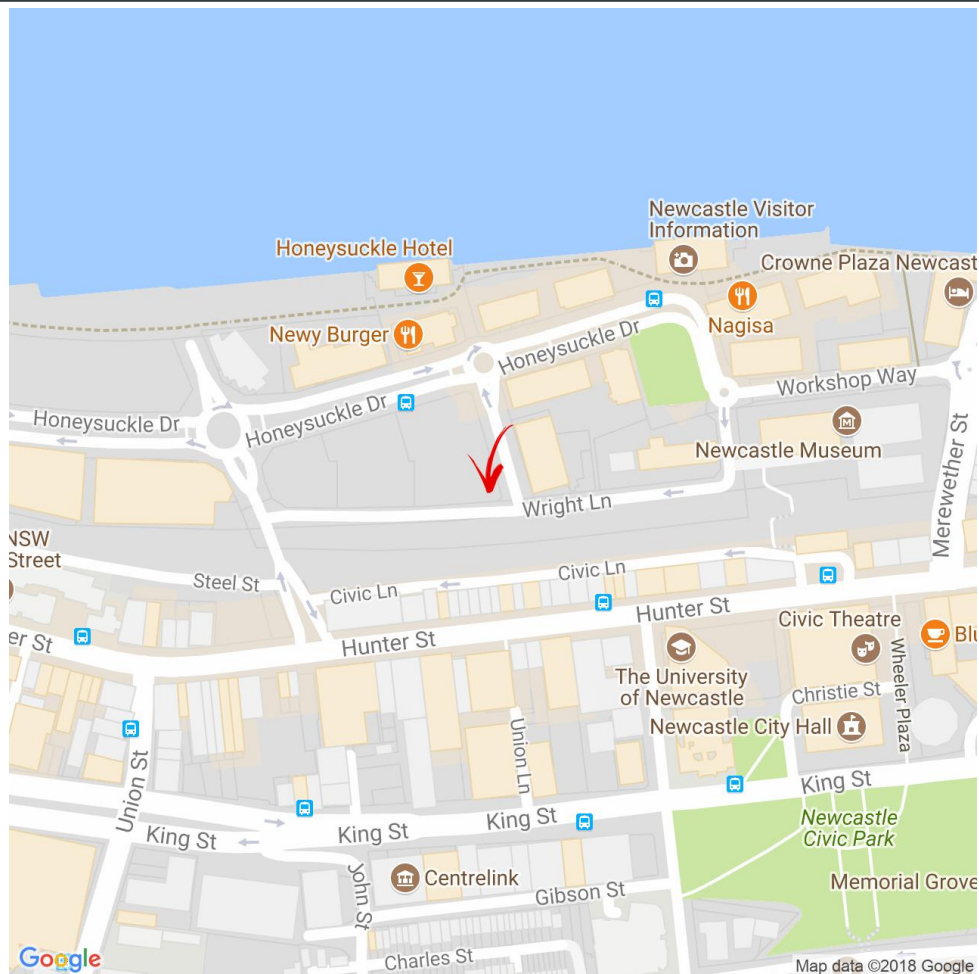 Newcastle Visitor
Information
Honeysuckle Hotel
Crowne Plaza Newcast
Newy Burger
Nagisa
Honeysuckle Dr
Workshop Way
Honeysuckle Dr
Honeysuckle Dr
Newcastle Museum
Merewether St
Wright Ln
NSW
Street
Steel St
Civic Ln
Civic Ln
Hunter St
er St
Hunter St
Civic Theatre
Blu
The University
of Newcastle
Christie St
Wheeler Plaza
Newcastle City Hall
Union St
Union Ln
King St
King St
King St
King St
Newcastle
Civic Park
John St
Centrelink
Gibson St
Memorial Grove
Charles St
Google
Map data ©2018 Google